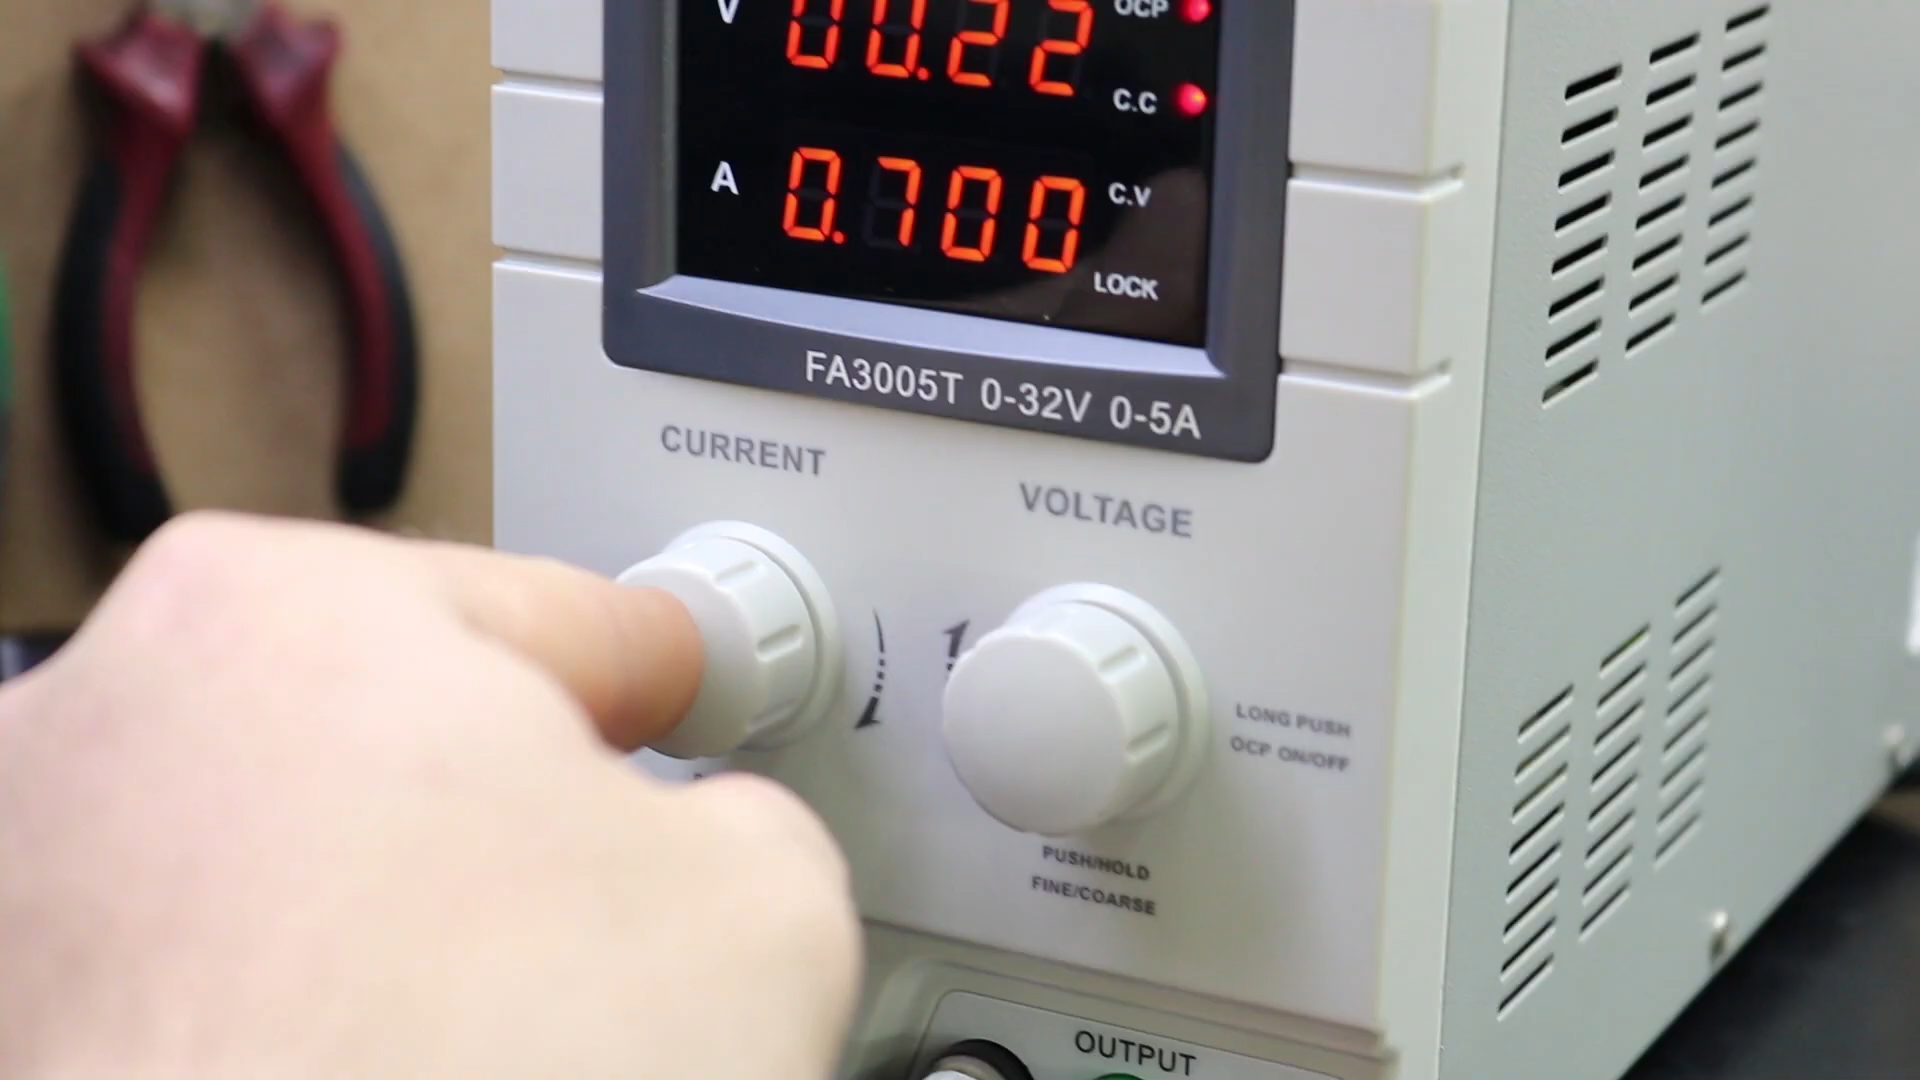 V 00.22 OCP
C.C
A 0.700 C.V
LOCK
FA3005T 0-32V 0-5A
CURRENT
VOLTAGE
LONG PUSH
OCP ON/OFF
PUSH/HOLD
FINE/COARSE
OUTPUT